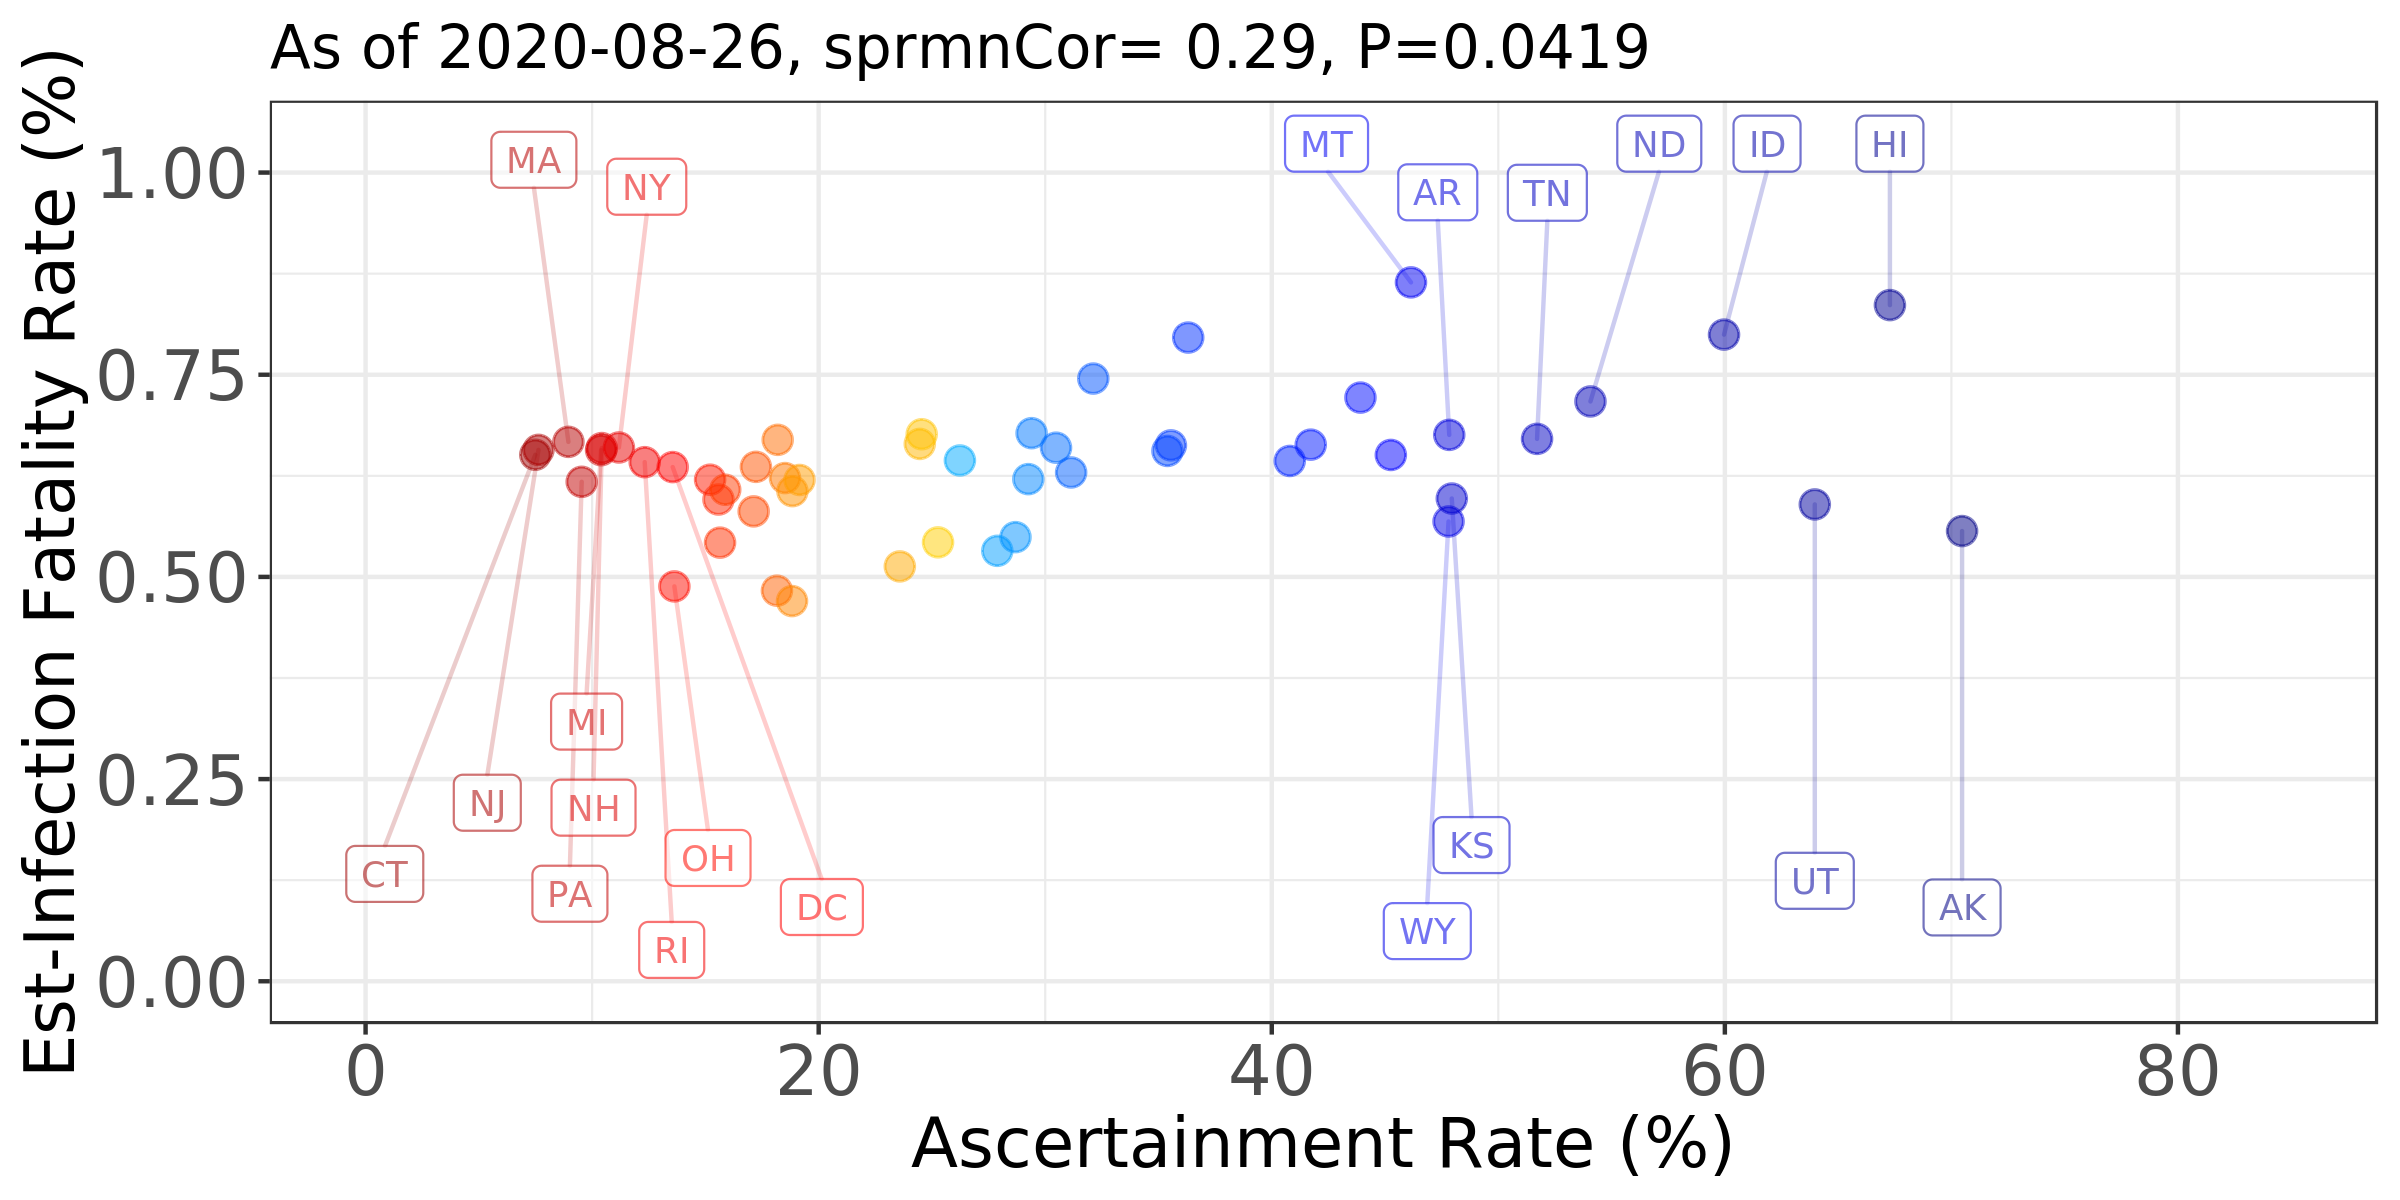 As of 2020-08-26, sprmnCor= 0.29, P=0.0419
Est-Infection Fatality Rate (%)
1.00
0.75
0.50
0.25
0.00
MA
NY
MT
AR
TN
ND
ID
HI
MI
NJ
NH
CT
PA
OH
DC
RI
KS
WY
UT
AK
0
20
40
60
80
Ascertainment Rate (%)